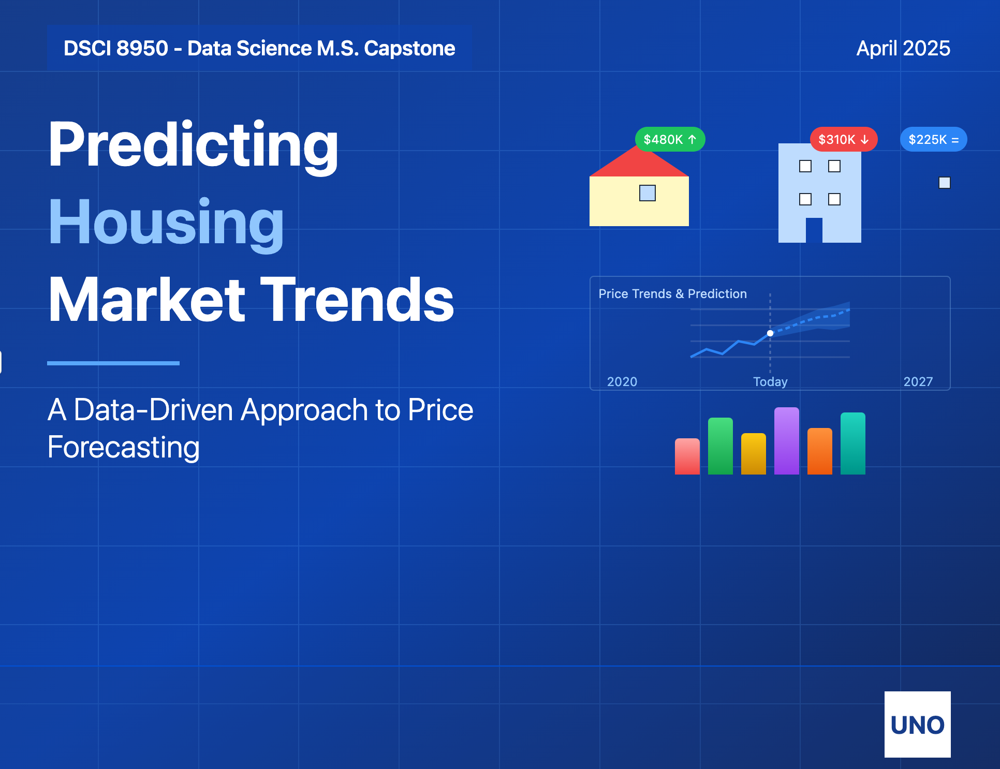 DSCI 8950 - Data Science M.S. Capstone
April 2025
Predicting
Housing
Market Trends
A Data-Driven Approach to Price
Forecasting
$480K ↑
$310K ↓
$225K =
Price Trends & Prediction
2020
Today
2027
UNO